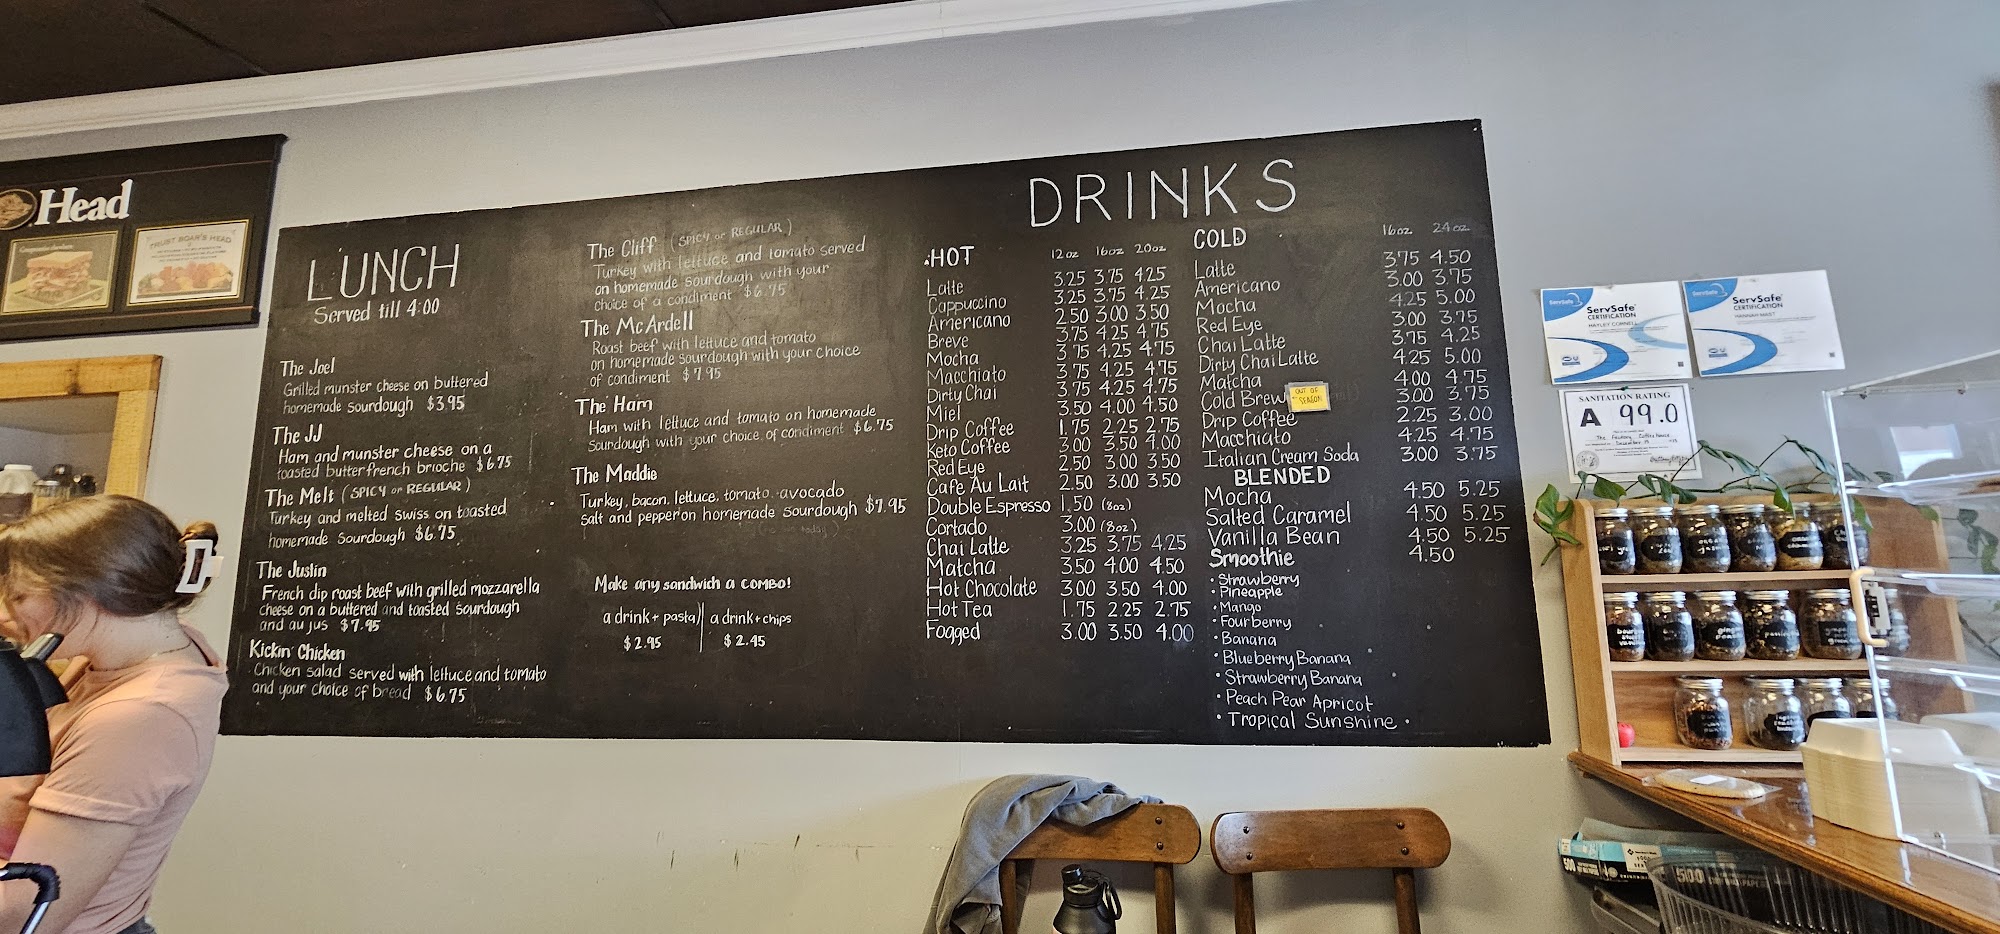 Head
TRUST BOAR'S HEAD
LUNCH
Served till 4:00
The Joel
Grilled munster cheese on buttered
homemade sourdough $3.95
The JJ
Ham and munster cheese on a
toasted butter french brioche $6.75
The Melt (SPICY or REGULAR)
Turkey and melted swiss on toasted
homemade sourdough $6.75
The Justin
French dip roast beef with grilled mozzarella
cheese on a buttered and toasted sourdough
and au jus $7.95
Kickin' Chicken
Chicken salad served with lettuce and tomato
and your choice of bread $6.75
The Cliff (SPICY or REGULAR)
Turkey with lettuce and tomato served
on homemade sourdough with your
choice of a condiment $6.75
The McArdell
Roast beef with lettuce and tomato
on homemade sourdough with your choice
of condiment $7.95
The Ham
Ham with lettuce and tomato on homemade
sourdough with your choice of condiment $6.75
The Maddie
Turkey, bacon, lettuce, tomato, avocado
salt and pepper on homemade sourdough $7.95
Make any sandwich a COMBO!
a drink + pasta a drink + chips
$2.95 $2.45
DRINKS
HOT 12oz 16oz 20oz
Latte 3.25 3.75 4.25
Cappuccino 3.25 3.75 4.25
Americano 2.50 3.00 3.50
Breve 3.75 4.25 4.75
Mocha 3.75 4.25 4.75
Macchiato 3.75 4.25 4.75
Dirty Chai 3.75 4.25 4.75
Miel 3.50 4.00 4.50
Drip Coffee 1.75 2.25 2.75
Keto Coffee 3.00 3.50 4.00
Red Eye 2.50 3.00 3.50
Cafe Au Lait 2.50 3.00 3.50
Double Espresso 1.50 (8oz)
Cortado 3.00 (8oz)
Chai Latte 3.25 3.75 4.25
Matcha 3.50 4.00 4.50
Hot Chocolate 3.00 3.50 4.00
Hot Tea 1.75 2.25 2.75
Fogged 3.00 3.50 4.00
COLD 16oz 24oz
Latte 3.75 4.50
Americano 3.00 3.75
Mocha 4.25 5.00
Red Eye 3.00 3.75
Chai Latte 3.75 4.25
Dirty Chai Latte 4.25 5.00
Matcha 4.00 4.75
Cold Brew 3.00 3.75
OUT OF
SEASON
Drip Coffee 2.25 3.00
Macchiato 4.25 4.75
Italian Cream Soda 3.00 3.75
BLENDED
Mocha 4.50 5.25
Salted Caramel 4.50 5.25
Vanilla Bean 4.50 5.25
Smoothie 4.50
• Strawberry
• Pineapple
• Mango
• Fourberry
• Banana
• Blueberry Banana
• Strawberry Banana
• Peach Pear Apricot
• Tropical Sunshine •
ServSafe
ServSafe
CERTIFICATION
HAYLEY CORNELL
ServSafe
ServSafe
CERTIFICATION
HANNAH MAST
SANITATION RATING
A 99.0
500
500